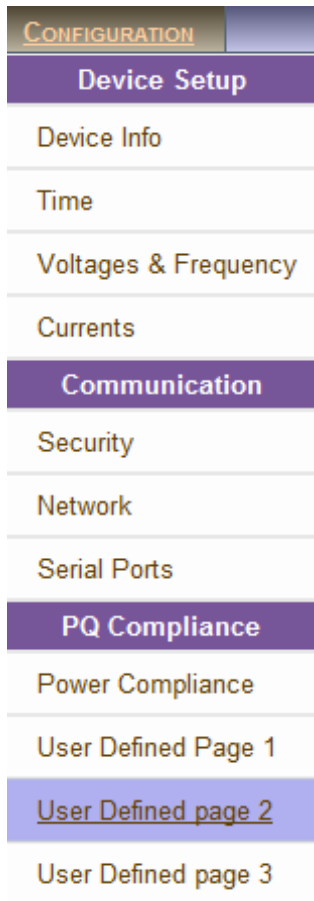 CONFIGURATION
Device Setup
Device Info
Time
Voltages & Frequency
Currents
Communication
Security
Network
Serial Ports
PQ Compliance
Power Compliance
User Defined Page 1
User Defined page 2
User Defined page 3